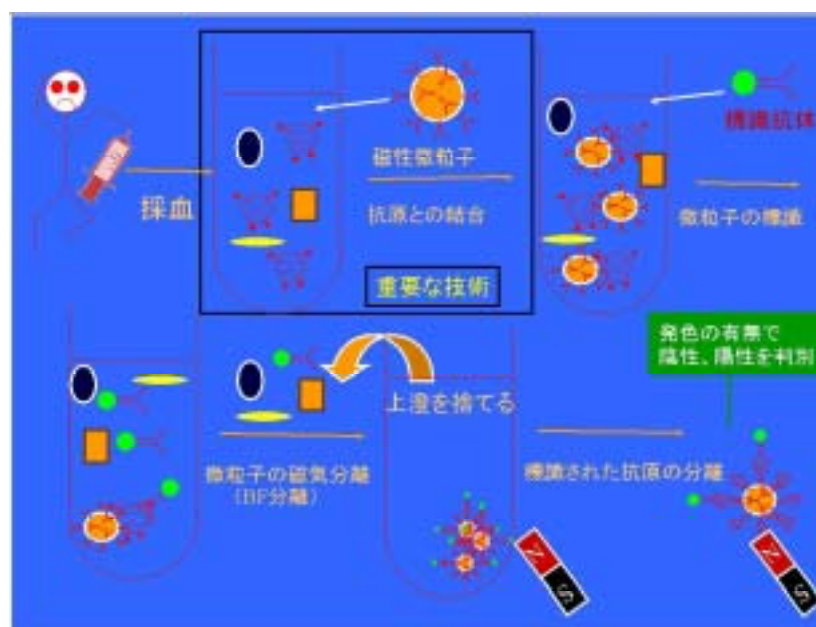 採血
磁性微粒子
抗原との結合
重要な技術
標識抗体
微粒子の標識
微粒子の磁気分離
(BF分離)
上澄を捨てる
標識された抗原の分離
発色の有無で
陰性、陽性を判別
N
S
N
S